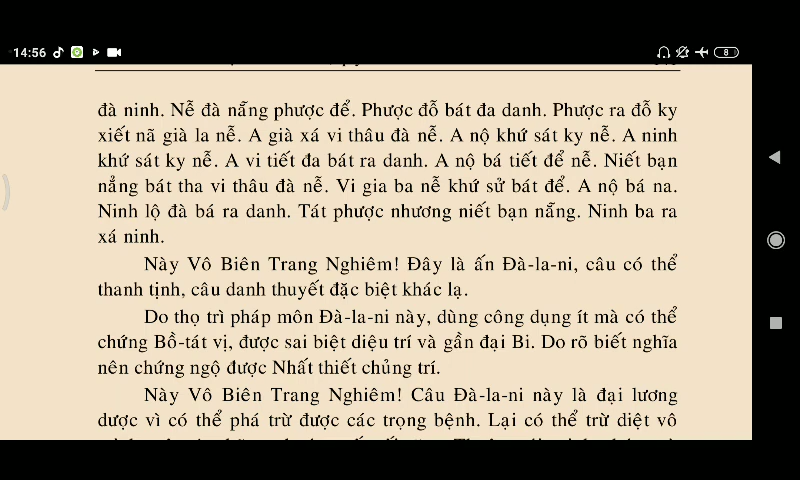 14:56
8
đà ninh. Nễ đà nẵng phược để. Phược đỗ bát đa danh. Phược ra đỗ ky
xiết nã già la nễ. A già xá vi thâu đà nễ. A nộ khứ sát ky nễ. A ninh
khứ sát ky nễ. A vi tiết đa bát ra danh. A nộ bá tiết để nễ. Niết bạn
nẳng bát tha vi thâu đà nễ. Vi gia ba nễ khứ sử bát để. A nộ bá na.
Ninh lộ đà bá ra danh. Tát phược nhương niết bạn nẵng. Ninh ba ra
xá ninh.
Này Vô Biên Trang Nghiêm! Đây là ấn Đà-la-ni, câu có thể
thanh tịnh, câu danh thuyết đặc biệt khác lạ.
Do thọ trì pháp môn Đà-la-ni này, dùng công dụng ít mà có thể
chứng Bồ-tát vị, được sai biệt diệu trí và gần đại Bi. Do rõ biết nghĩa
nên chứng ngộ được Nhất thiết chủng trí.
Này Vô Biên Trang Nghiêm! Câu Đà-la-ni này là đại lương
dược vì có thể phá trừ được các trọng bệnh. Lại có thể trừ diệt vô